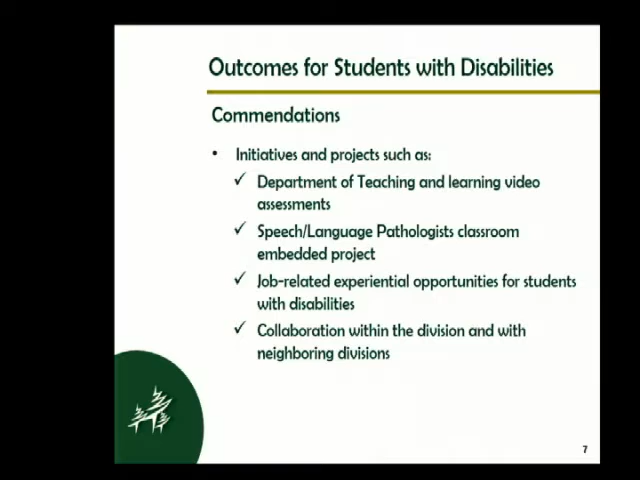 Outcomes for Students with Disabilities
Commendations
• Initiatives and projects such as:
✓ Department of Teaching and learning video
assessments
✓ Speech/Language Pathologists classroom
embedded project
✓ Job-related experiential opportunities for students
with disabilities
✓ Collaboration within the division and with
neighboring divisions
7